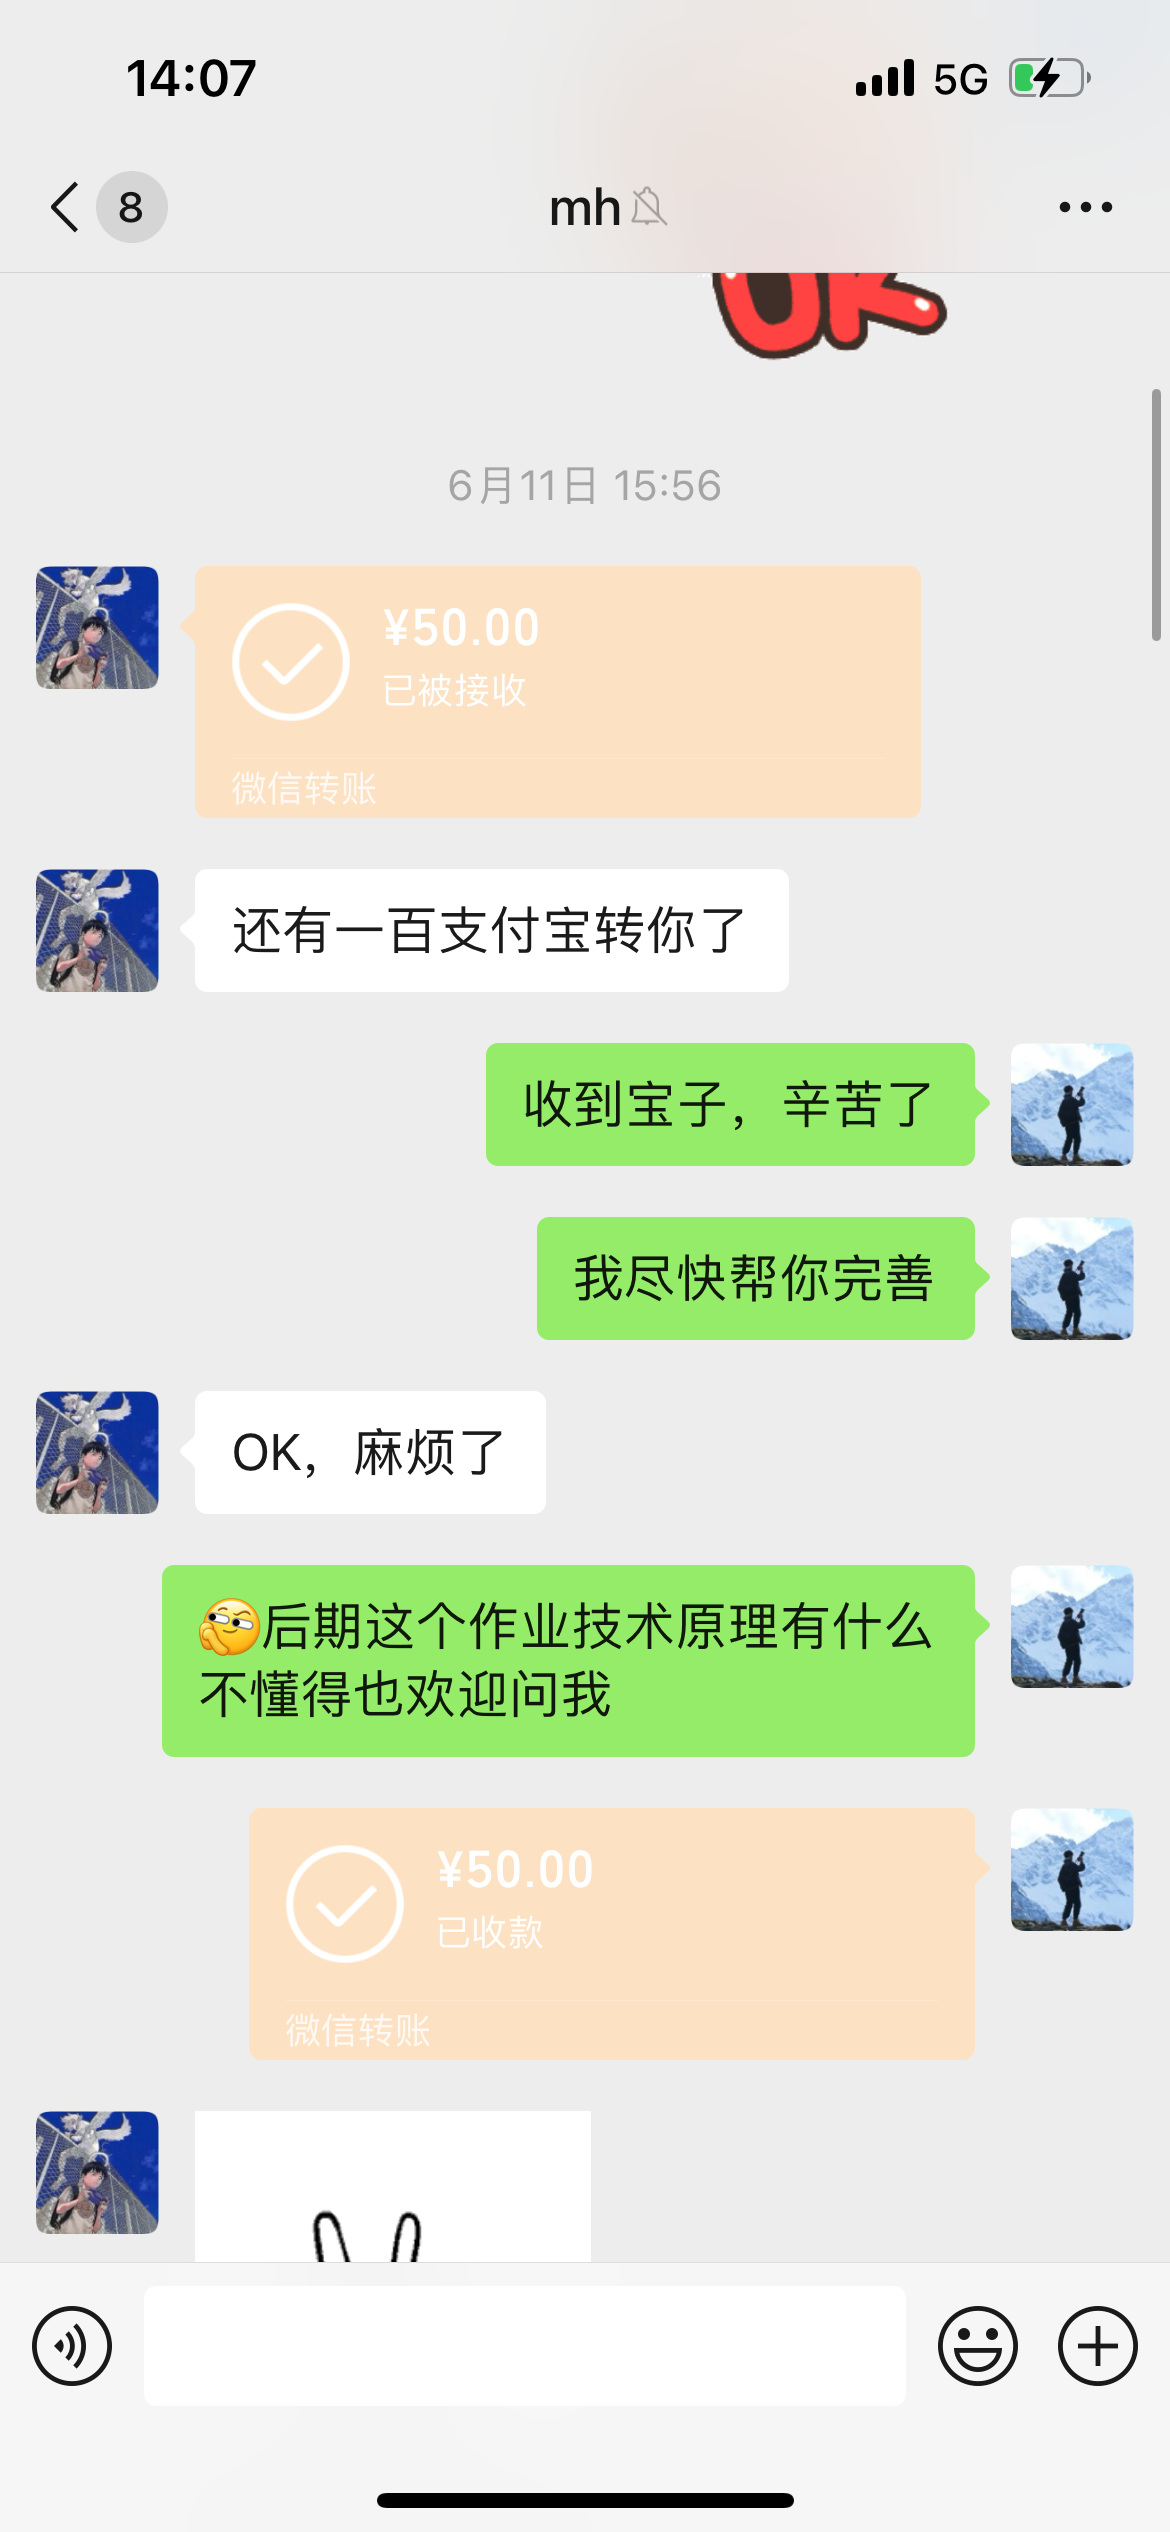 14:07
5G
8
mh
OK
6月11日 15:56
¥50.00
已被接收
微信转账
还有一百支付宝转你了
收到宝子，辛苦了
我尽快帮你完善
OK，麻烦了
后期这个作业技术原理有什么
不懂得也欢迎问我
¥50.00
已收款
微信转账